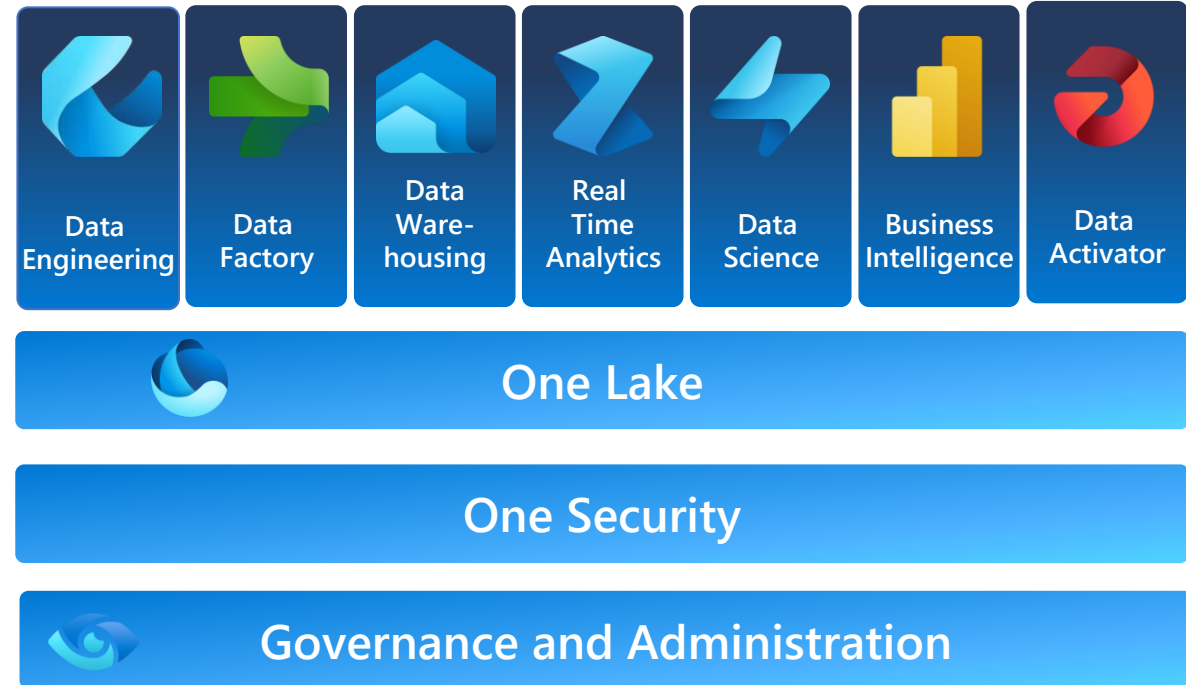 Data
Engineering
Data
Factory
Data
Ware-
housing
Real
Time
Analytics
Data
Science
Business
Intelligence
Data
Activator
One Lake
One Security
Governance and Administration